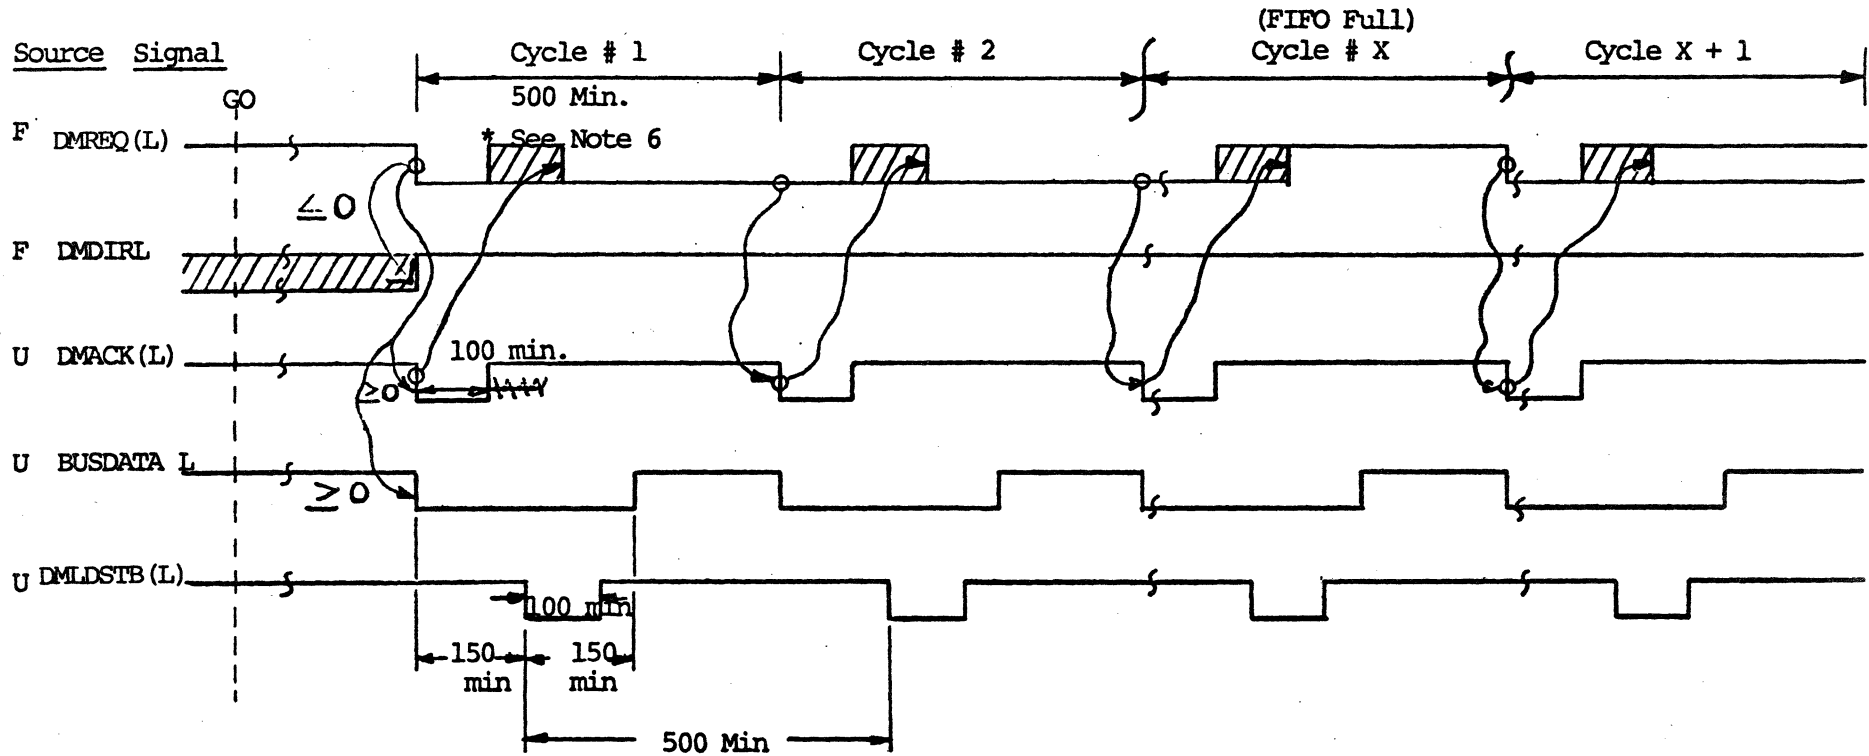 (FIFO Full)
Source Signal Cycle # 1 Cycle # 2 Cycle # X Cycle X + 1
GO 500 Min.
F DMREQ(L) * See Note 6
≤ 0
F DMDIRL
U DMACK(L) 100 min.
≥0
U BUSDATA L
≥ 0
U DMLDSTB(L)
100 min
150 150
min min
500 Min